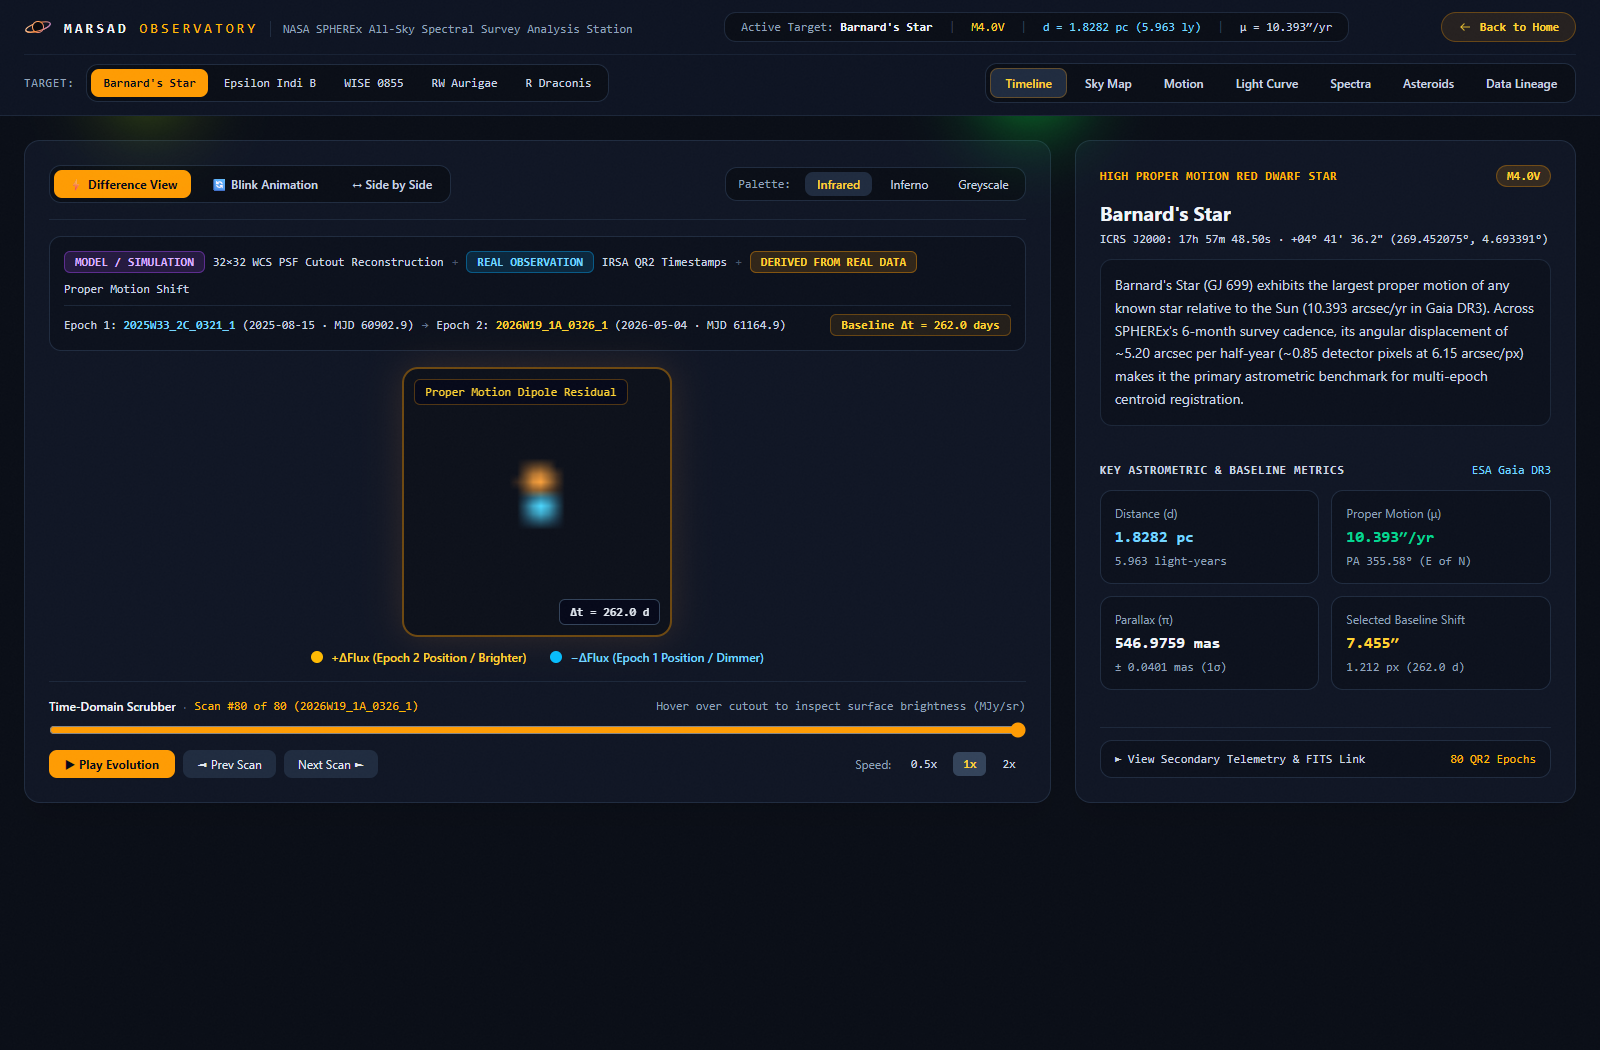 MARSAD OBSERVATORY
NASA SPHEREx All-Sky Spectral Survey Analysis Station
Active Target: Barnard's Star | M4.0V | d = 1.8282 pc (5.963 ly) | μ = 10.393″/yr
← Back to Home
TARGET: Barnard's Star Epsilon Indi B WISE 0855 RW Aurigae R Draconis
Timeline Sky Map Motion Light Curve Spectra Asteroids Data Lineage
Difference View Blink Animation ↔ Side by Side
Palette: Infrared Inferno Greyscale
MODEL / SIMULATION 32×32 WCS PSF Cutout Reconstruction + REAL OBSERVATION IRSA QR2 Timestamps + DERIVED FROM REAL DATA
Proper Motion Shift
Epoch 1: 2025W33_2C_0321_1 (2025-08-15 · MJD 60902.9) → Epoch 2: 2026W19_1A_0326_1 (2026-05-04 · MJD 61164.9)
Baseline Δt = 262.0 days
Proper Motion Dipole Residual
Δt = 262.0 d
+ΔFlux (Epoch 2 Position / Brighter)
−ΔFlux (Epoch 1 Position / Dimmer)
Time-Domain Scrubber · Scan #80 of 80 (2026W19_1A_0326_1)
Hover over cutout to inspect surface brightness (MJy/sr)
▶ Play Evolution ◄ Prev Scan Next Scan ►
Speed: 0.5x 1x 2x
HIGH PROPER MOTION RED DWARF STAR
M4.0V
Barnard's Star
ICRS J2000: 17h 57m 48.50s · +04° 41' 36.2" (269.452075°, 4.693391°)
Barnard's Star (GJ 699) exhibits the largest proper motion of any
known star relative to the Sun (10.393 arcsec/yr in Gaia DR3). Across
SPHEREx's 6-month survey cadence, its angular displacement of
~5.20 arcsec per half-year (~0.85 detector pixels at 6.15 arcsec/px)
makes it the primary astrometric benchmark for multi-epoch
centroid registration.
KEY ASTROMETRIC & BASELINE METRICS
ESA Gaia DR3
Distance (d)
1.8282 pc
5.963 light-years
Proper Motion (μ)
10.393″/yr
PA 355.58° (E of N)
Parallax (π)
546.9759 mas
± 0.0401 mas (1σ)
Selected Baseline Shift
7.455″
1.212 px (262.0 d)
► View Secondary Telemetry & FITS Link
80 QR2 Epochs